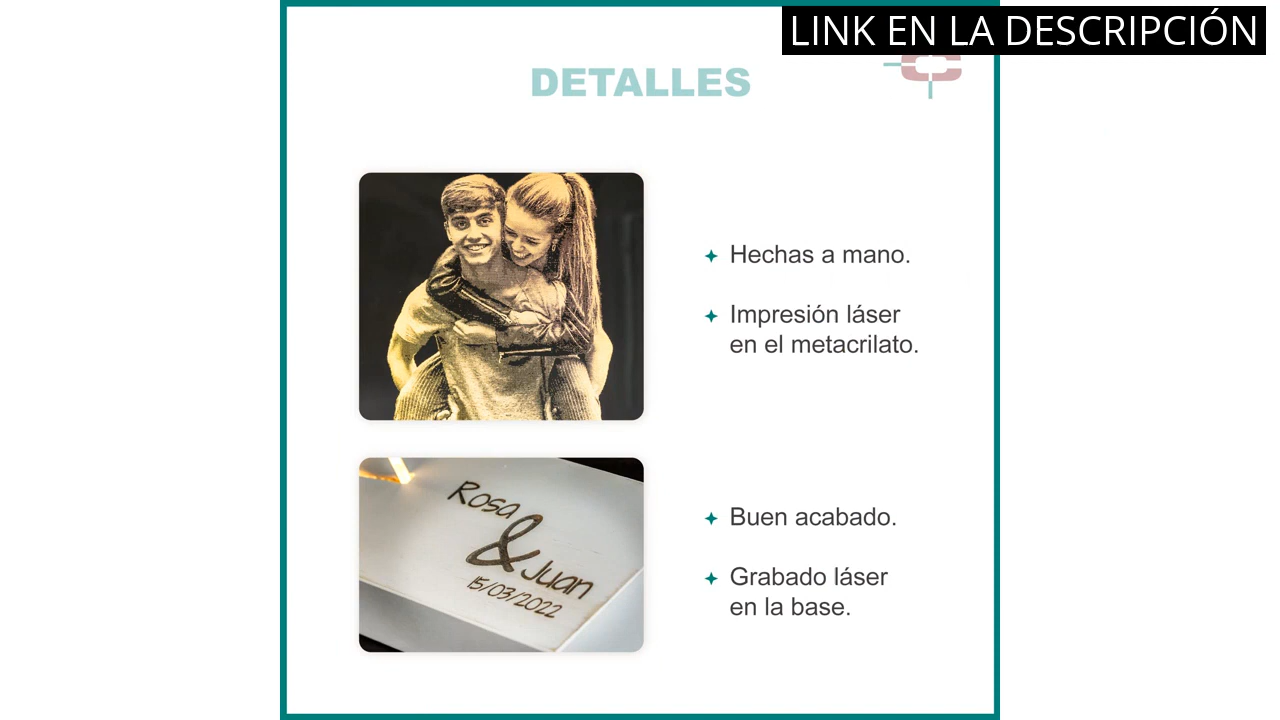 LINK EN LA DESCRIPCIÓN
DETALLES
Hechas a mano.
Impresión láser
en el metacrilato.
Rosa
&
Juan
15/03/2022
Buen acabado.
Grabado láser
en la base.